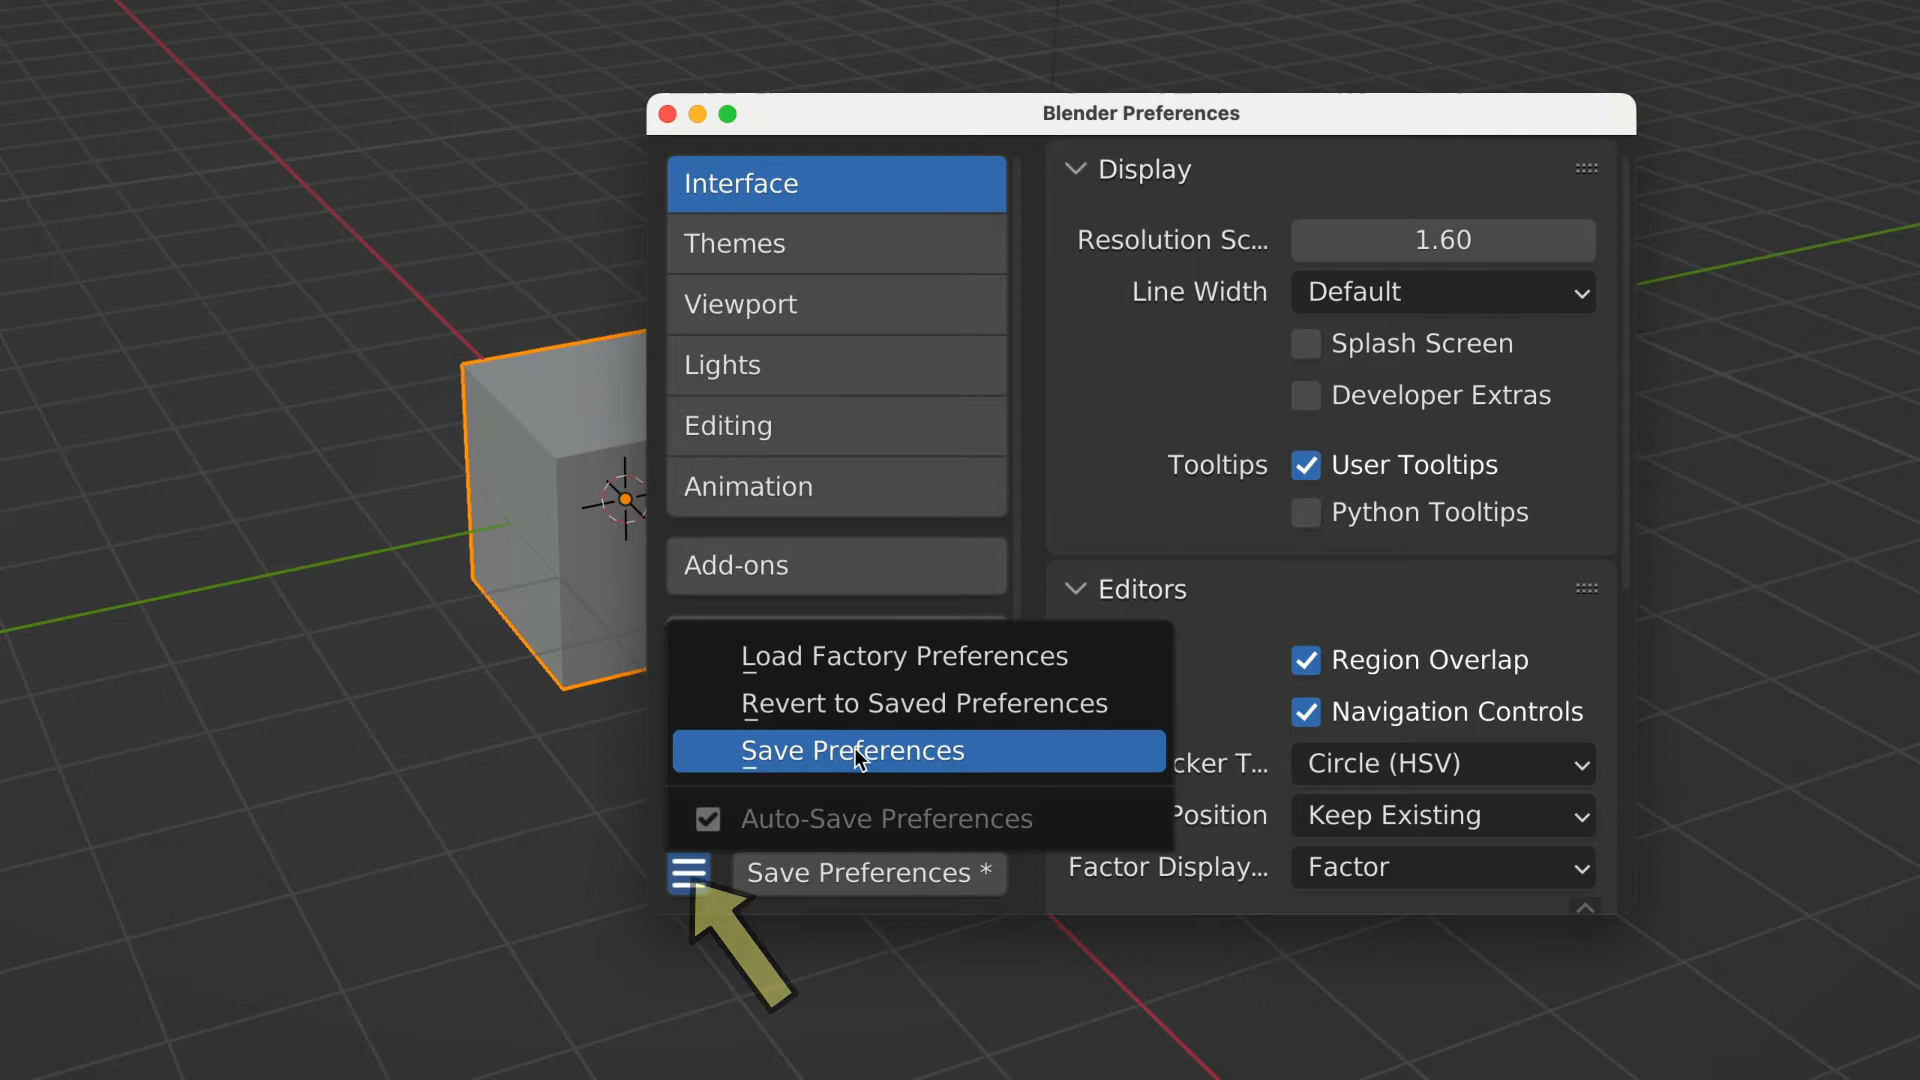 Blender Preferences
Interface
Themes
Viewport
Lights
Editing
Animation
Add-ons
Load Factory Preferences
Revert to Saved Preferences
Save Preferences
Auto-Save Preferences
Save Preferences *
Display
Resolution Sc... 1.60
Line Width Default
Splash Screen
Developer Extras
Tooltips User Tooltips
Python Tooltips
Editors
Region Overlap
Navigation Controls
cker T... Circle (HSV)
Position Keep Existing
Factor Display... Factor